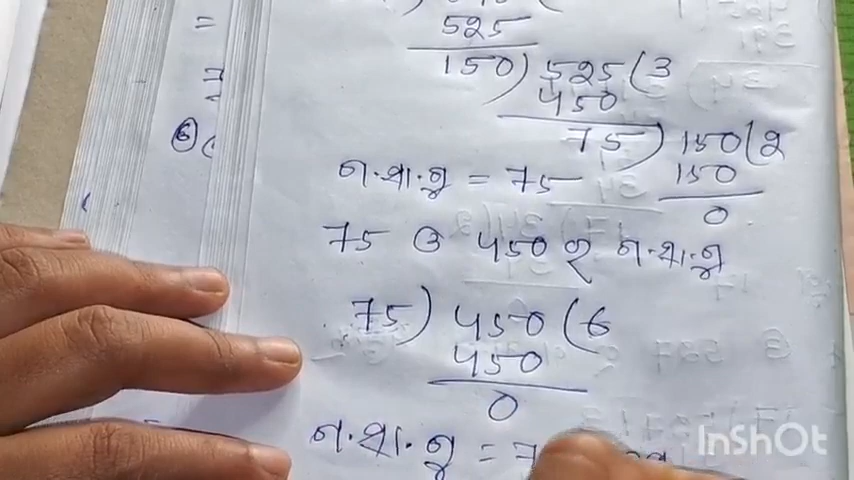 525
150) 525 (3
450
75) 150 (2
150
ଗ.ସା.ଗୁ = 75
0
75 ଓ 450 ର ଗ.ସା.ଗୁ
75) 450 (6
450
0
ଗ.ସା.ଗୁ = 7
InShOt